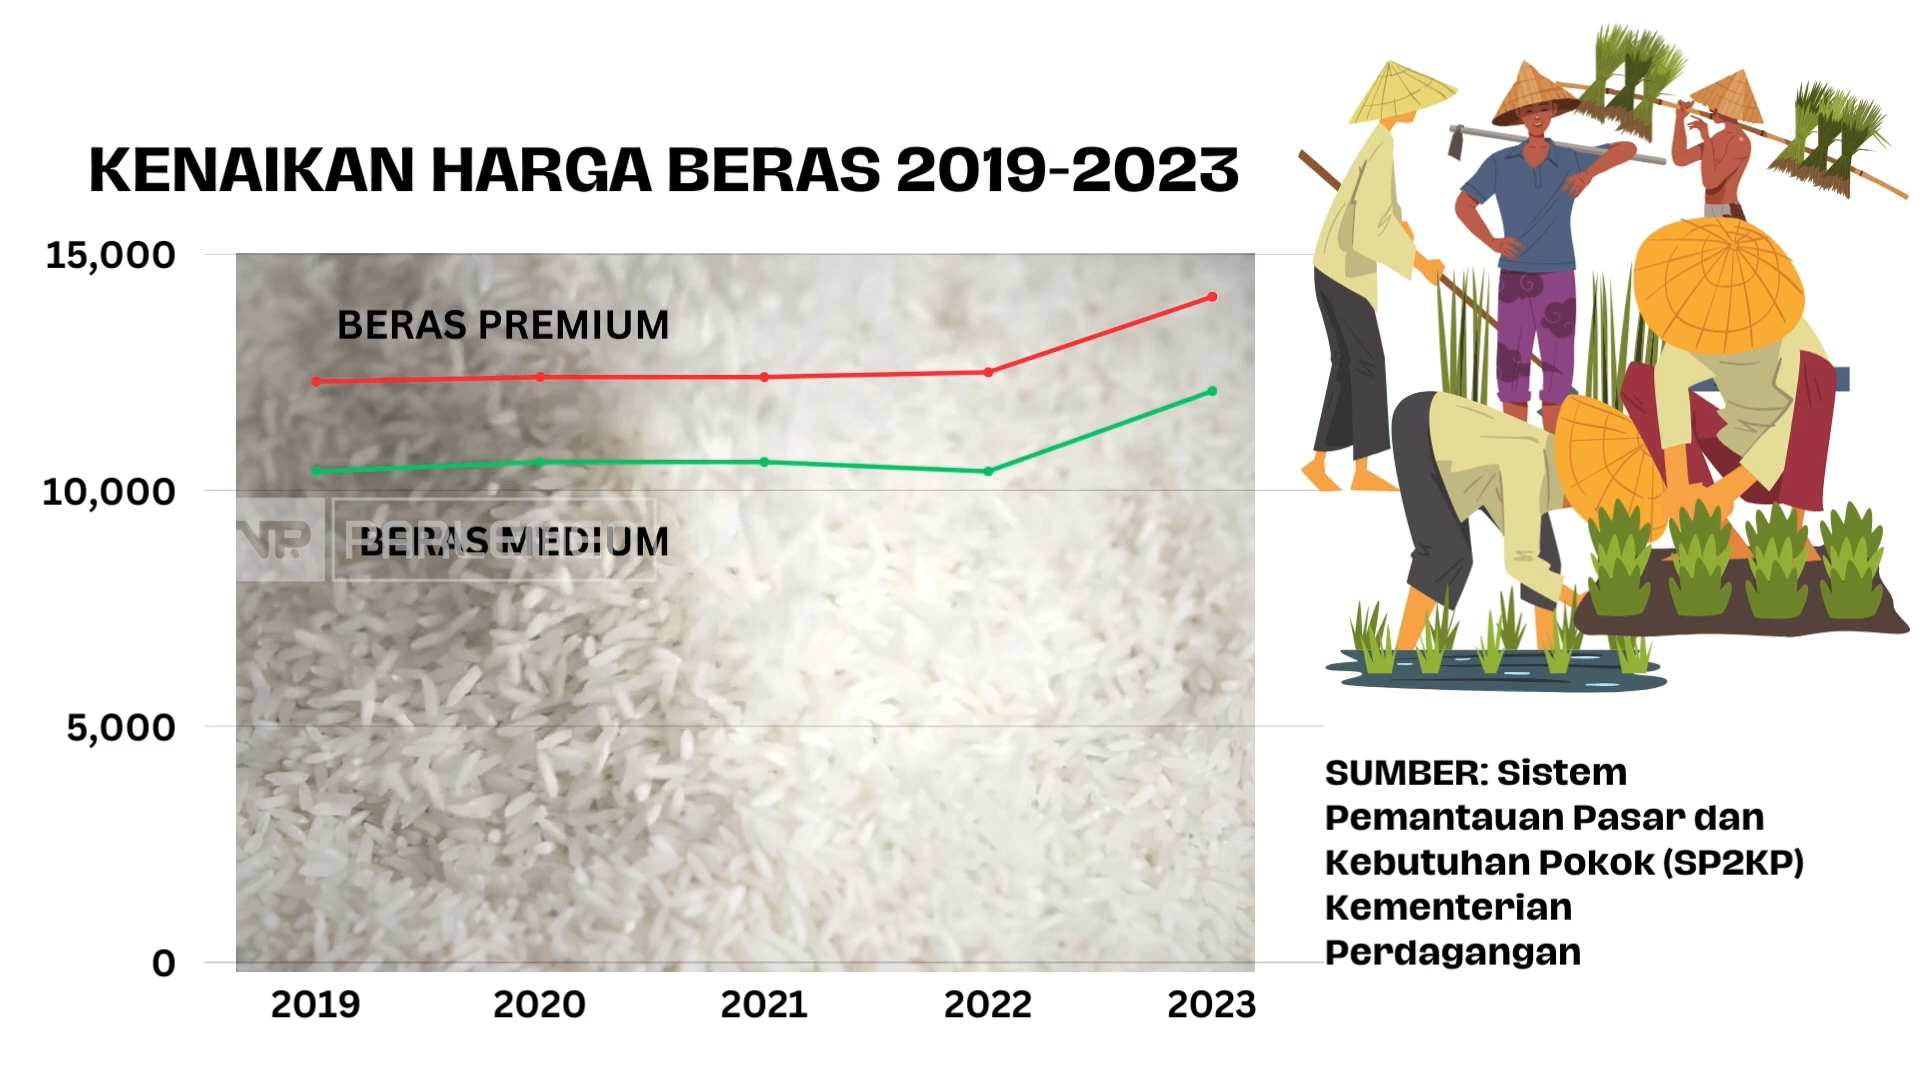 KENAIKAN HARGA BERAS 2019-2023
15,000
BERAS PREMIUM
10,000
BERAS MEDIUM
5,000
0
2019 2020 2021 2022 2023
SUMBER: Sistem
Pemantauan Pasar dan
Kebutuhan Pokok (SP2KP)
Kementerian
Perdagangan